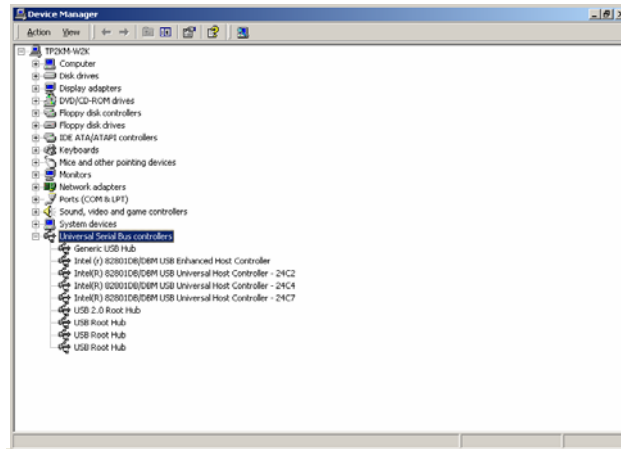 Device Manager
Action View
TP2KM-W2K
Computer
Disk drives
Display adapters
DVD/CD-ROM drives
Floppy disk controllers
Floppy disk drives
IDE ATA/ATAPI controllers
Keyboards
Mice and other pointing devices
Monitors
Network adapters
Ports (COM & LPT)
Sound, video and game controllers
System devices
Universal Serial Bus controllers
Generic USB Hub
Intel (r) 82801DB/DBM USB Enhanced Host Controller
Intel(R) 82801DB/DBM USB Universal Host Controller - 24C2
Intel(R) 82801DB/DBM USB Universal Host Controller - 24C4
Intel(R) 82801DB/DBM USB Universal Host Controller - 24C7
USB 2.0 Root Hub
USB Root Hub
USB Root Hub
USB Root Hub